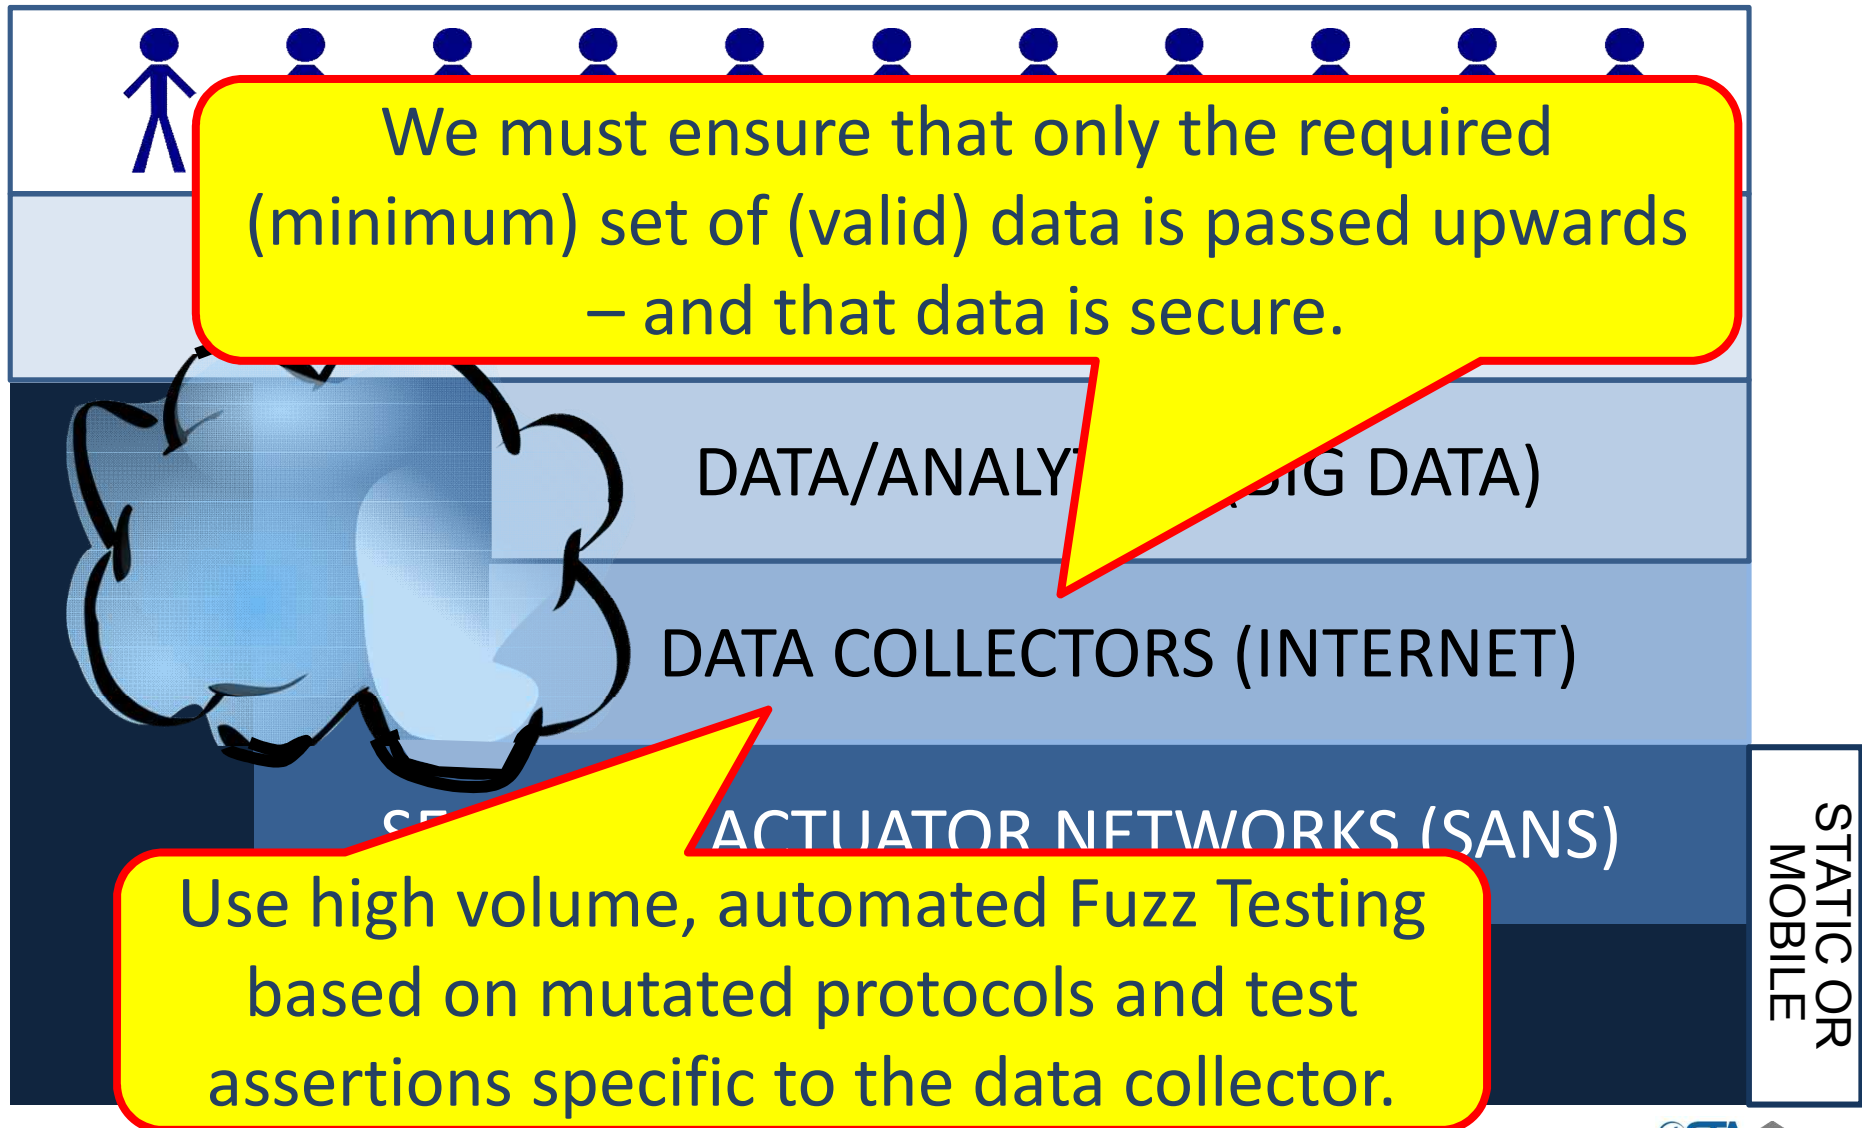 We must ensure that only the required
(minimum) set of (valid) data is passed upwards
– and that data is secure.
DATA/ANALY (BIG DATA)
DATA COLLECTORS (INTERNET)
ACTUATOR NETWORKS (SANS)
STATIC OR
MOBILE
Use high volume, automated Fuzz Testing
based on mutated protocols and test
assertions specific to the data collector.